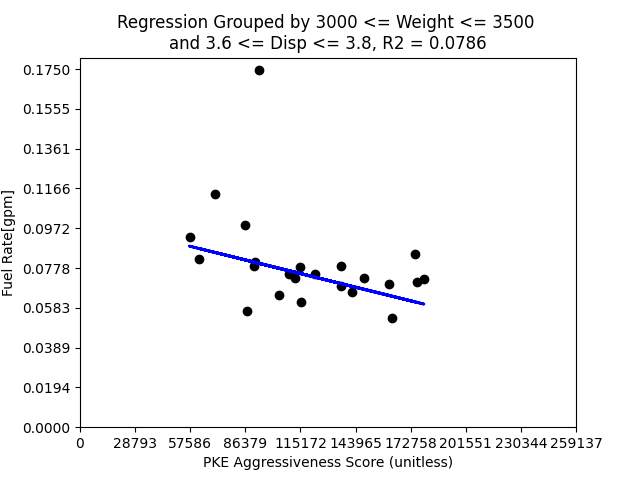 Regression Grouped by 3000 <= Weight <= 3500
and 3.6 <= Disp <= 3.8, R2 = 0.0786
0.1750
0.1555
0.1361
0.1166
0.0972
0.0778
0.0583
0.0389
0.0194
0.0000
Fuel Rate[gpm]
0 28793 57586 86379 115172 143965 172758 201551 230344 259137
PKE Aggressiveness Score (unitless)